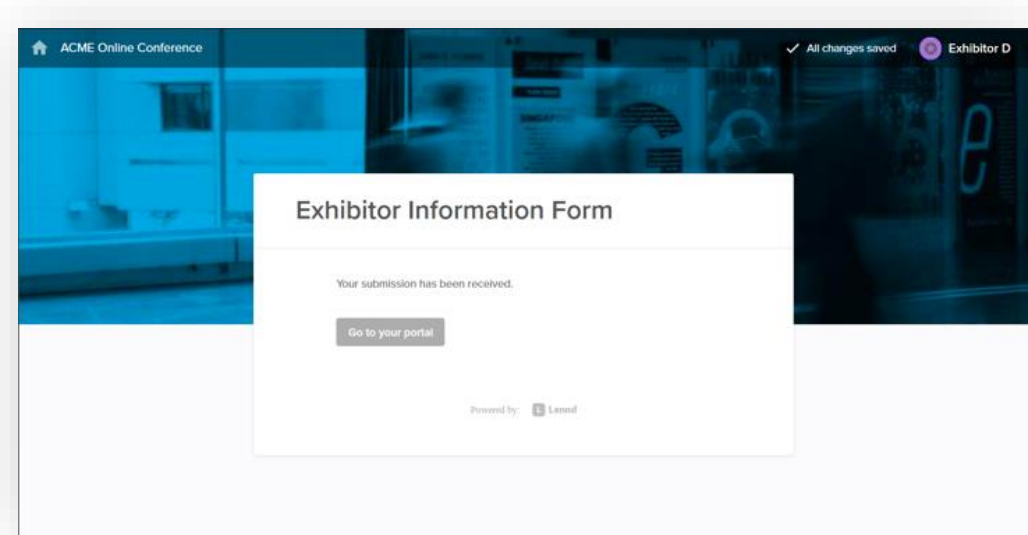 ACME Online Conference
All changes saved
Exhibitor D
SINGAPORE
Exhibitor Information Form
Your submission has been received.
Go to your portal
Powered by: Lennd